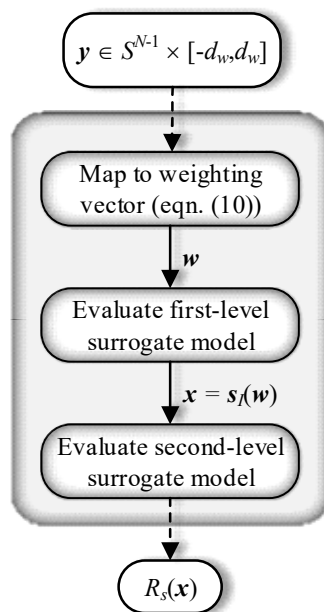 y ∈ S^{N-1} × [-d_w,d_w]
Map to weighting
vector (eqn. (10))
w
Evaluate first-level
surrogate model
x = s_I(w)
Evaluate second-level
surrogate model
R_s(x)